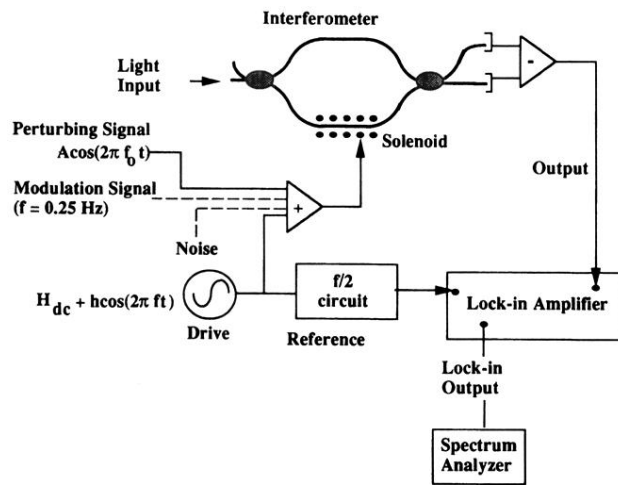 Interferometer
Light
Input
-
Solenoid
Perturbing Signal
Acos(2π f₀ t)
Output
Modulation Signal
(f = 0.25 Hz)
+
Noise
H_dc + hcos(2π ft)
f/2
circuit
Lock-in Amplifier
Drive
Reference
Lock-in
Output
Spectrum
Analyzer